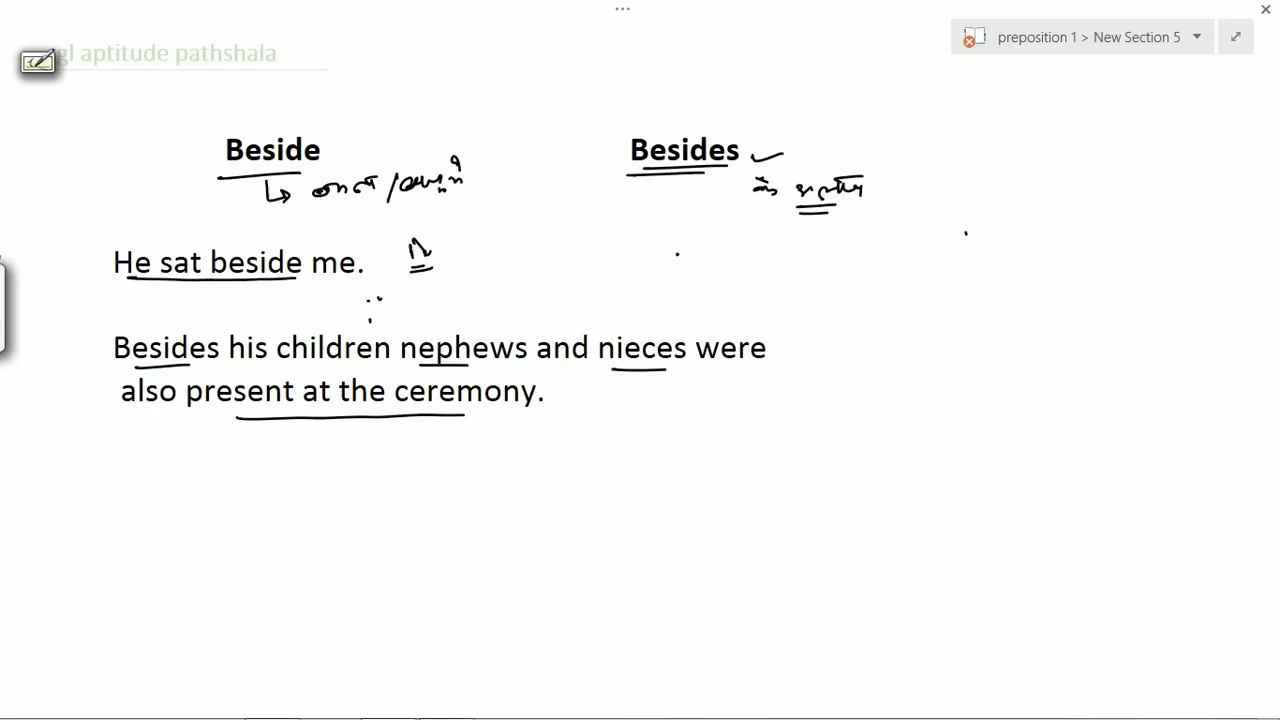 gl aptitude pathshala
preposition 1 > New Section 5
Beside
Besides
He sat beside me.
Besides his children nephews and nieces were
also present at the ceremony.